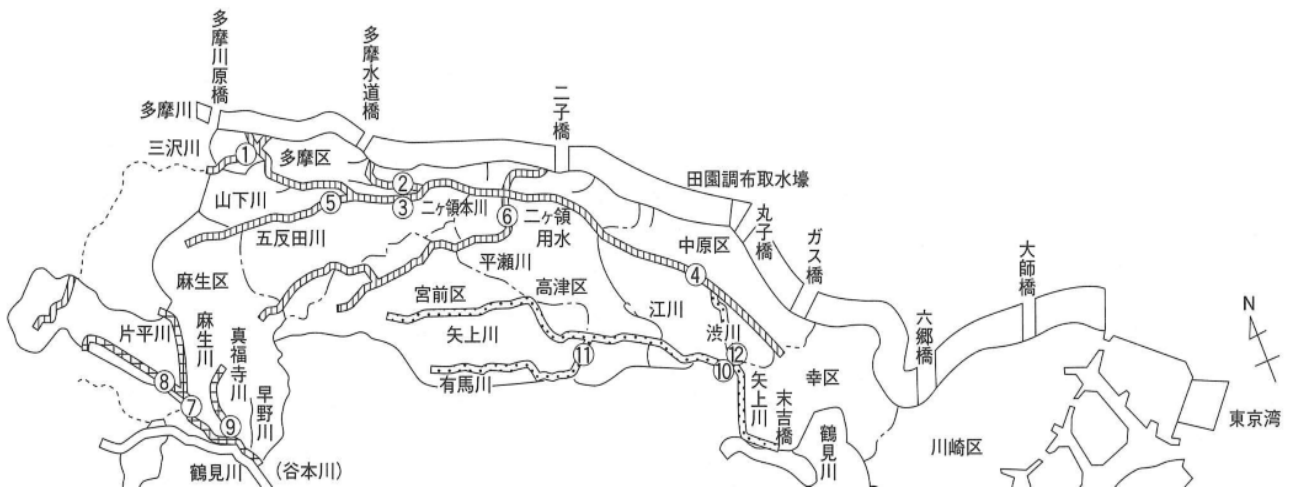 多摩川原橋
多摩水道橋
二子橋
多摩川
三沢川
①
多摩区
②
田園調布取水壕
丸子橋
ガス橋
大師橋
六郷橋
山下川
⑤
③
二ヶ領本川
⑥
二ヶ領
用水
中原区
④
五反田川
平瀬川
麻生区
宮前区
高津区
江川
渋川
片平川
麻生川
真福寺川
早野川
矢上川
⑪
⑫
⑩
有馬川
矢上川
末吉橋
幸区
鶴見川
⑧
⑦
⑨
鶴見川
(谷本川)
川崎区
東京湾
N